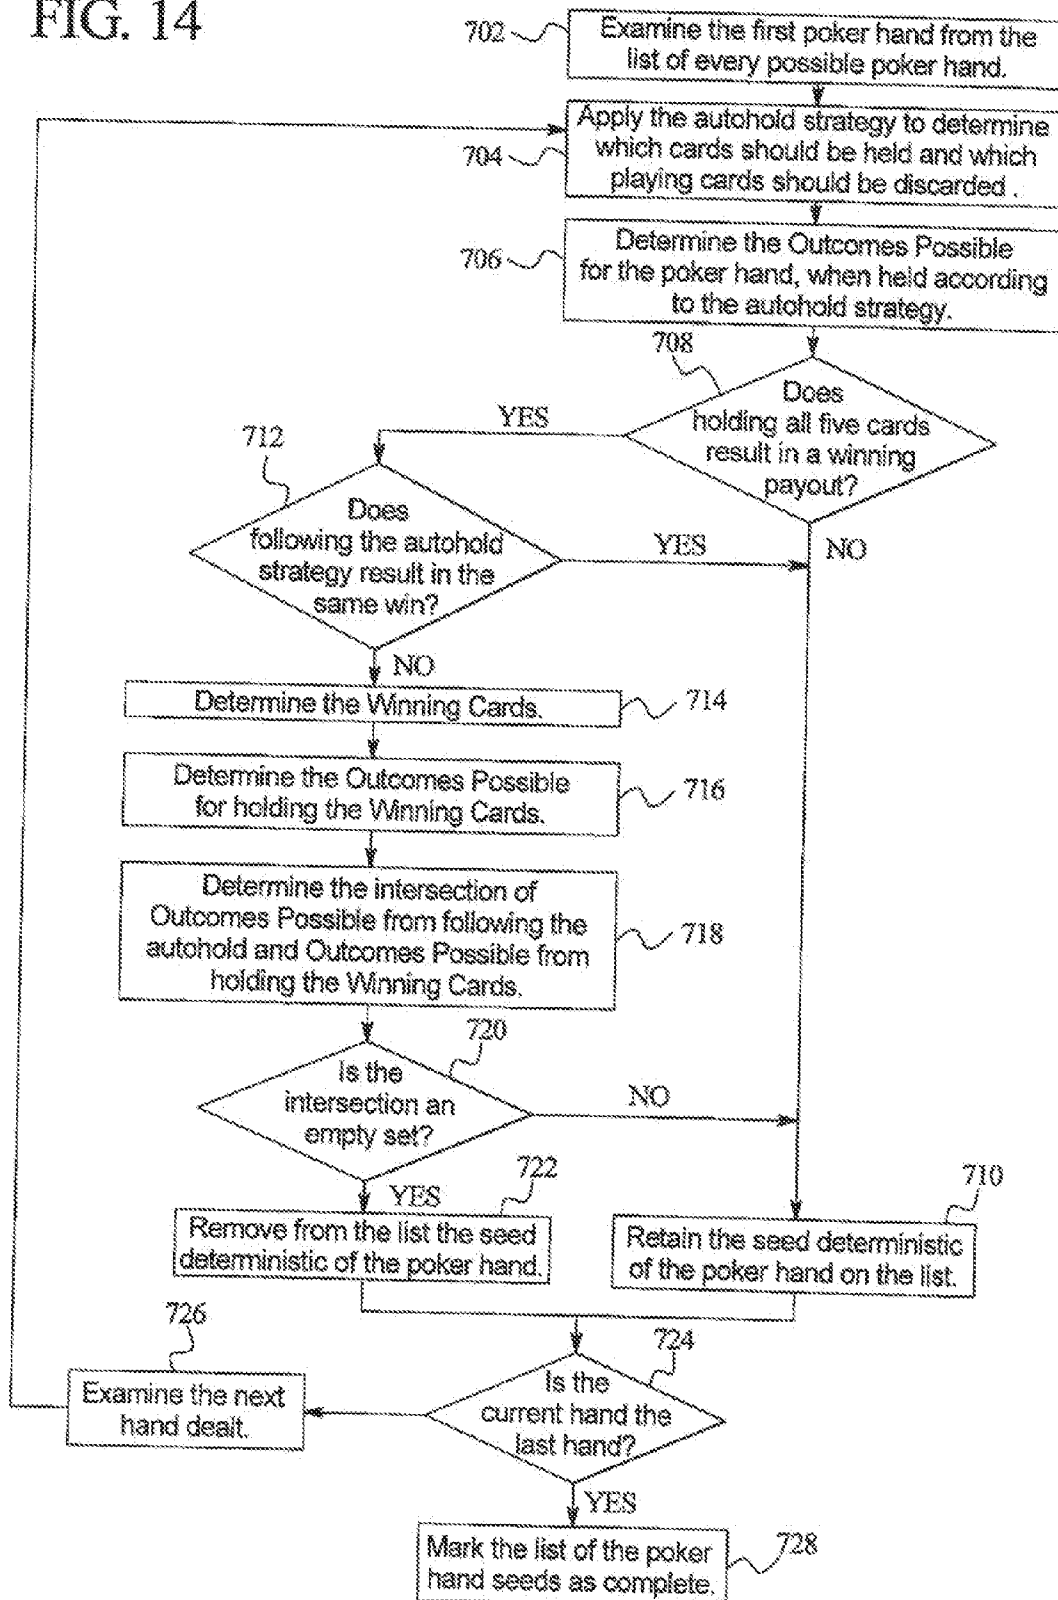 FIG. 14
702
Examine the first poker hand from the
list of every possible poker hand.
704
Apply the autohold strategy to determine
which cards should be held and which
playing cards should be discarded .
706
Determine the Outcomes Possible
for the poker hand, when held according
to the autohold strategy.
708
Does
holding all five cards
result in a winning
payout?
YES
NO
712
Does
following the autohold
strategy result in the
same win?
YES
NO
Determine the Winning Cards.
714
Determine the Outcomes Possible
for holding the Winning Cards.
716
Determine the intersection of
Outcomes Possible from following the
autohold and Outcomes Possible from
holding the Winning Cards.
718
720
Is the
intersection an
empty set?
NO
YES
722
Remove from the list the seed
deterministic of the poker hand.
710
Retain the seed deterministic
of the poker hand on the list.
726
Examine the next
hand dealt.
724
Is the
current hand the
last hand?
YES
Mark the list of the poker
hand seeds as complete.
728